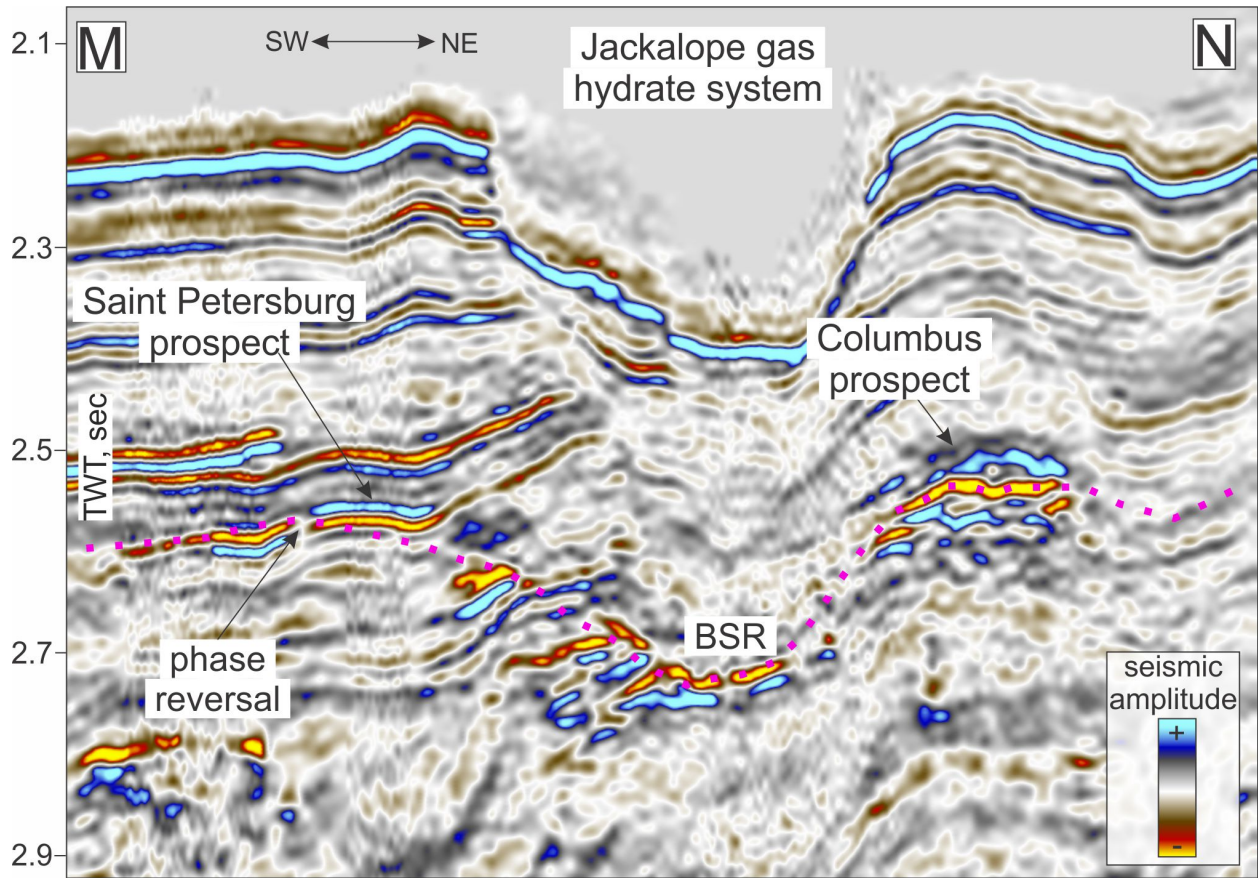 M
SW NE
Jackalope gas
hydrate system
N
2.1
2.3
2.5
2.7
2.9
TWT, sec
Saint Petersburg
prospect
Columbus
prospect
phase
reversal
BSR
seismic
amplitude
+
-